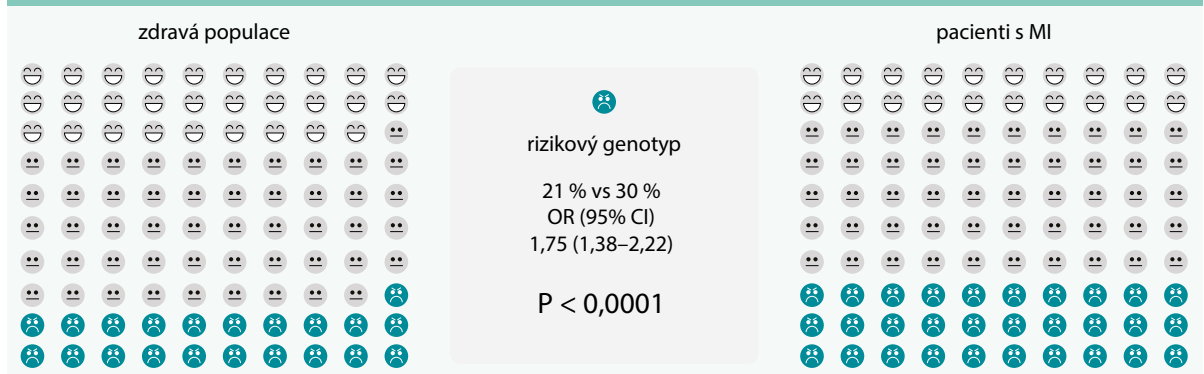 zdravá populace
pacienti s MI
rizikový genotyp
21 % vs 30 %
OR (95% CI)
1,75 (1,38–2,22)
P < 0,0001